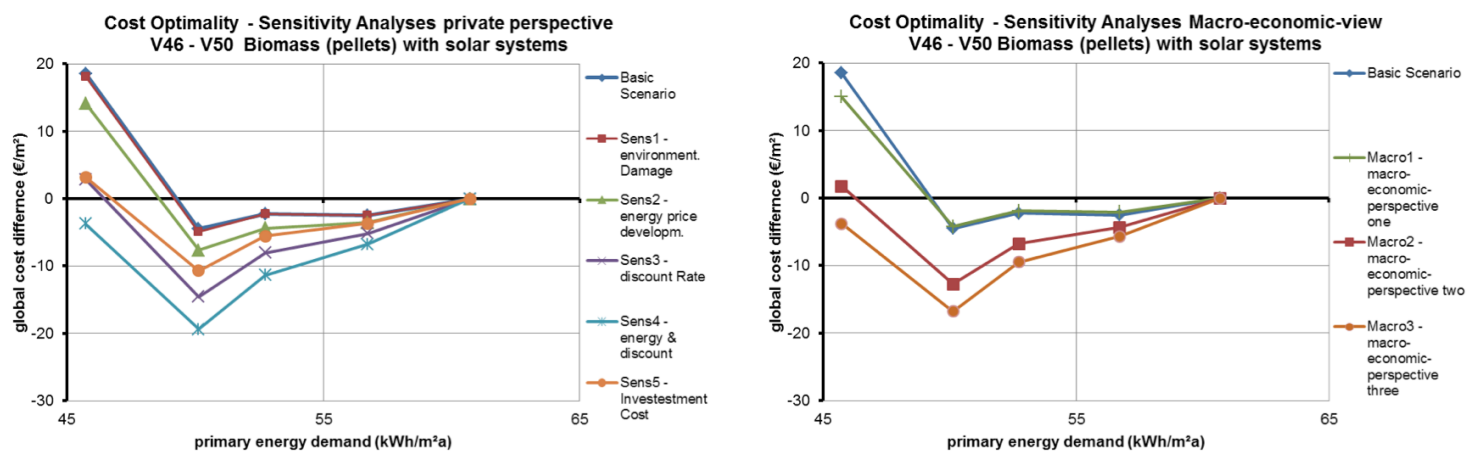 Cost Optimality - Sensitivity Analyses private perspective
V46 - V50 Biomass (pellets) with solar systems
20
10
0
-10
-20
-30
global cost differnce (€/m²)
45
55
65
primary energy demand (kWh/m²a)
Basic
Scenario
Sens1 -
environment.
Damage
Sens2 -
energy price
developm.
Sens3 -
discount Rate
Sens4 -
energy &
discount
Sens5 -
Investestment
Cost
Cost Optimality - Sensitivity Analyses Macro-economic-view
V46 - V50 Biomass (pellets) with solar systems
20
10
0
-10
-20
-30
global cost differnce (€/m²)
45
55
65
primary energy demand (kWh/m²a)
Basic Scenario
Macro1 -
macro-
economic-
perspective
one
Macro2 -
macro-
economic-
perspective two
Macro3 -
macro-
economic-
perspective
three